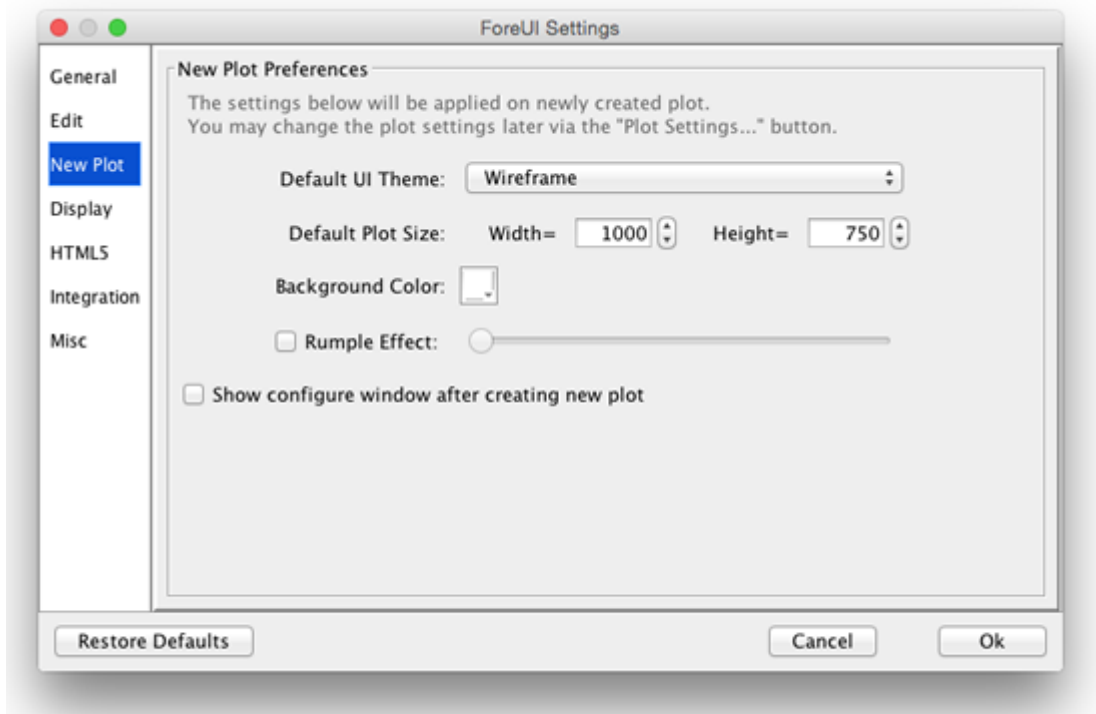 ForeUI Settings
General
Edit
New Plot
Display
HTML5
Integration
Misc
New Plot Preferences
The settings below will be applied on newly created plot.
You may change the plot settings later via the "Plot Settings..." button.
Default UI Theme: Wireframe
Default Plot Size: Width= 1000 Height= 750
Background Color:
Rumple Effect:
Show configure window after creating new plot
Restore Defaults Cancel Ok